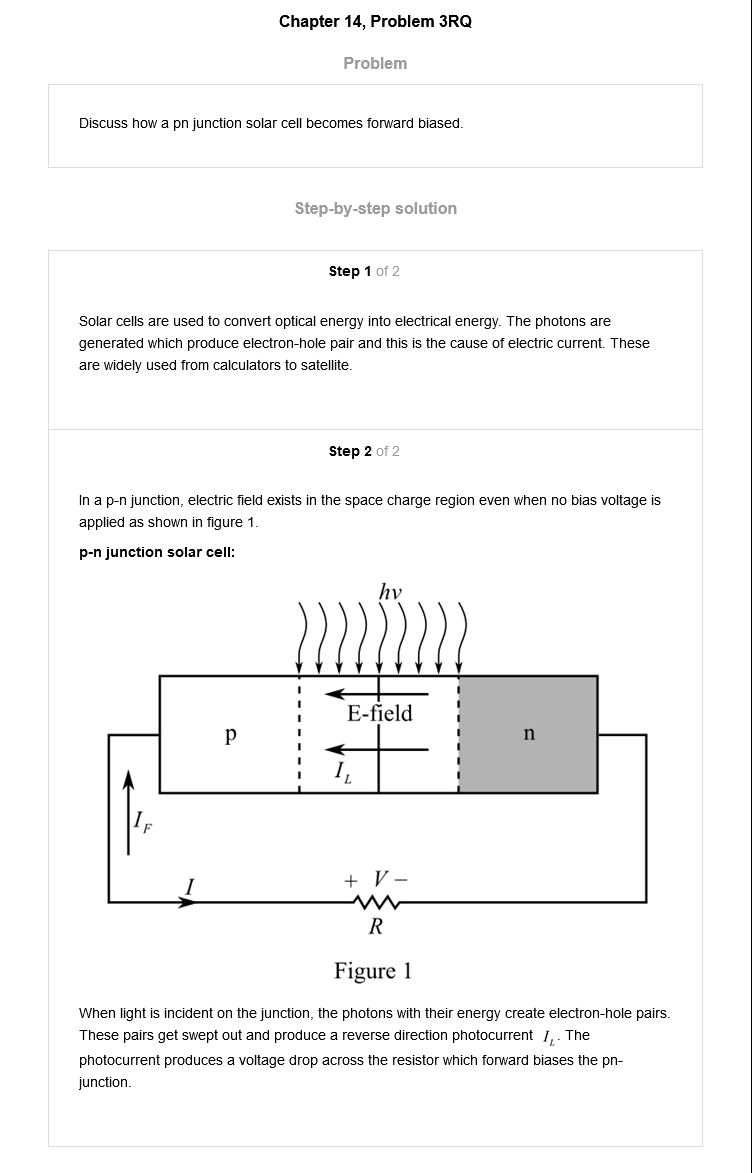 Chapter 14, Problem 3RQ
Problem
Discuss how a pn junction solar cell becomes forward biased.
Step-by-step solution
Step 1 of 2
Solar cells are used to convert optical energy into electrical energy. The photons are
generated which produce electron-hole pair and this is the cause of electric current. These
are widely used from calculators to satellite.
Step 2 of 2
In a p-n junction, electric field exists in the space charge region even when no bias voltage is
applied as shown in figure 1.
p-n junction solar cell:
hν
E-field
p
n
I_L
I_F
I
+ V −
R
Figure 1
When light is incident on the junction, the photons with their energy create electron-hole pairs.
These pairs get swept out and produce a reverse direction photocurrent I_L. The
photocurrent produces a voltage drop across the resistor which forward biases the pn-
junction.